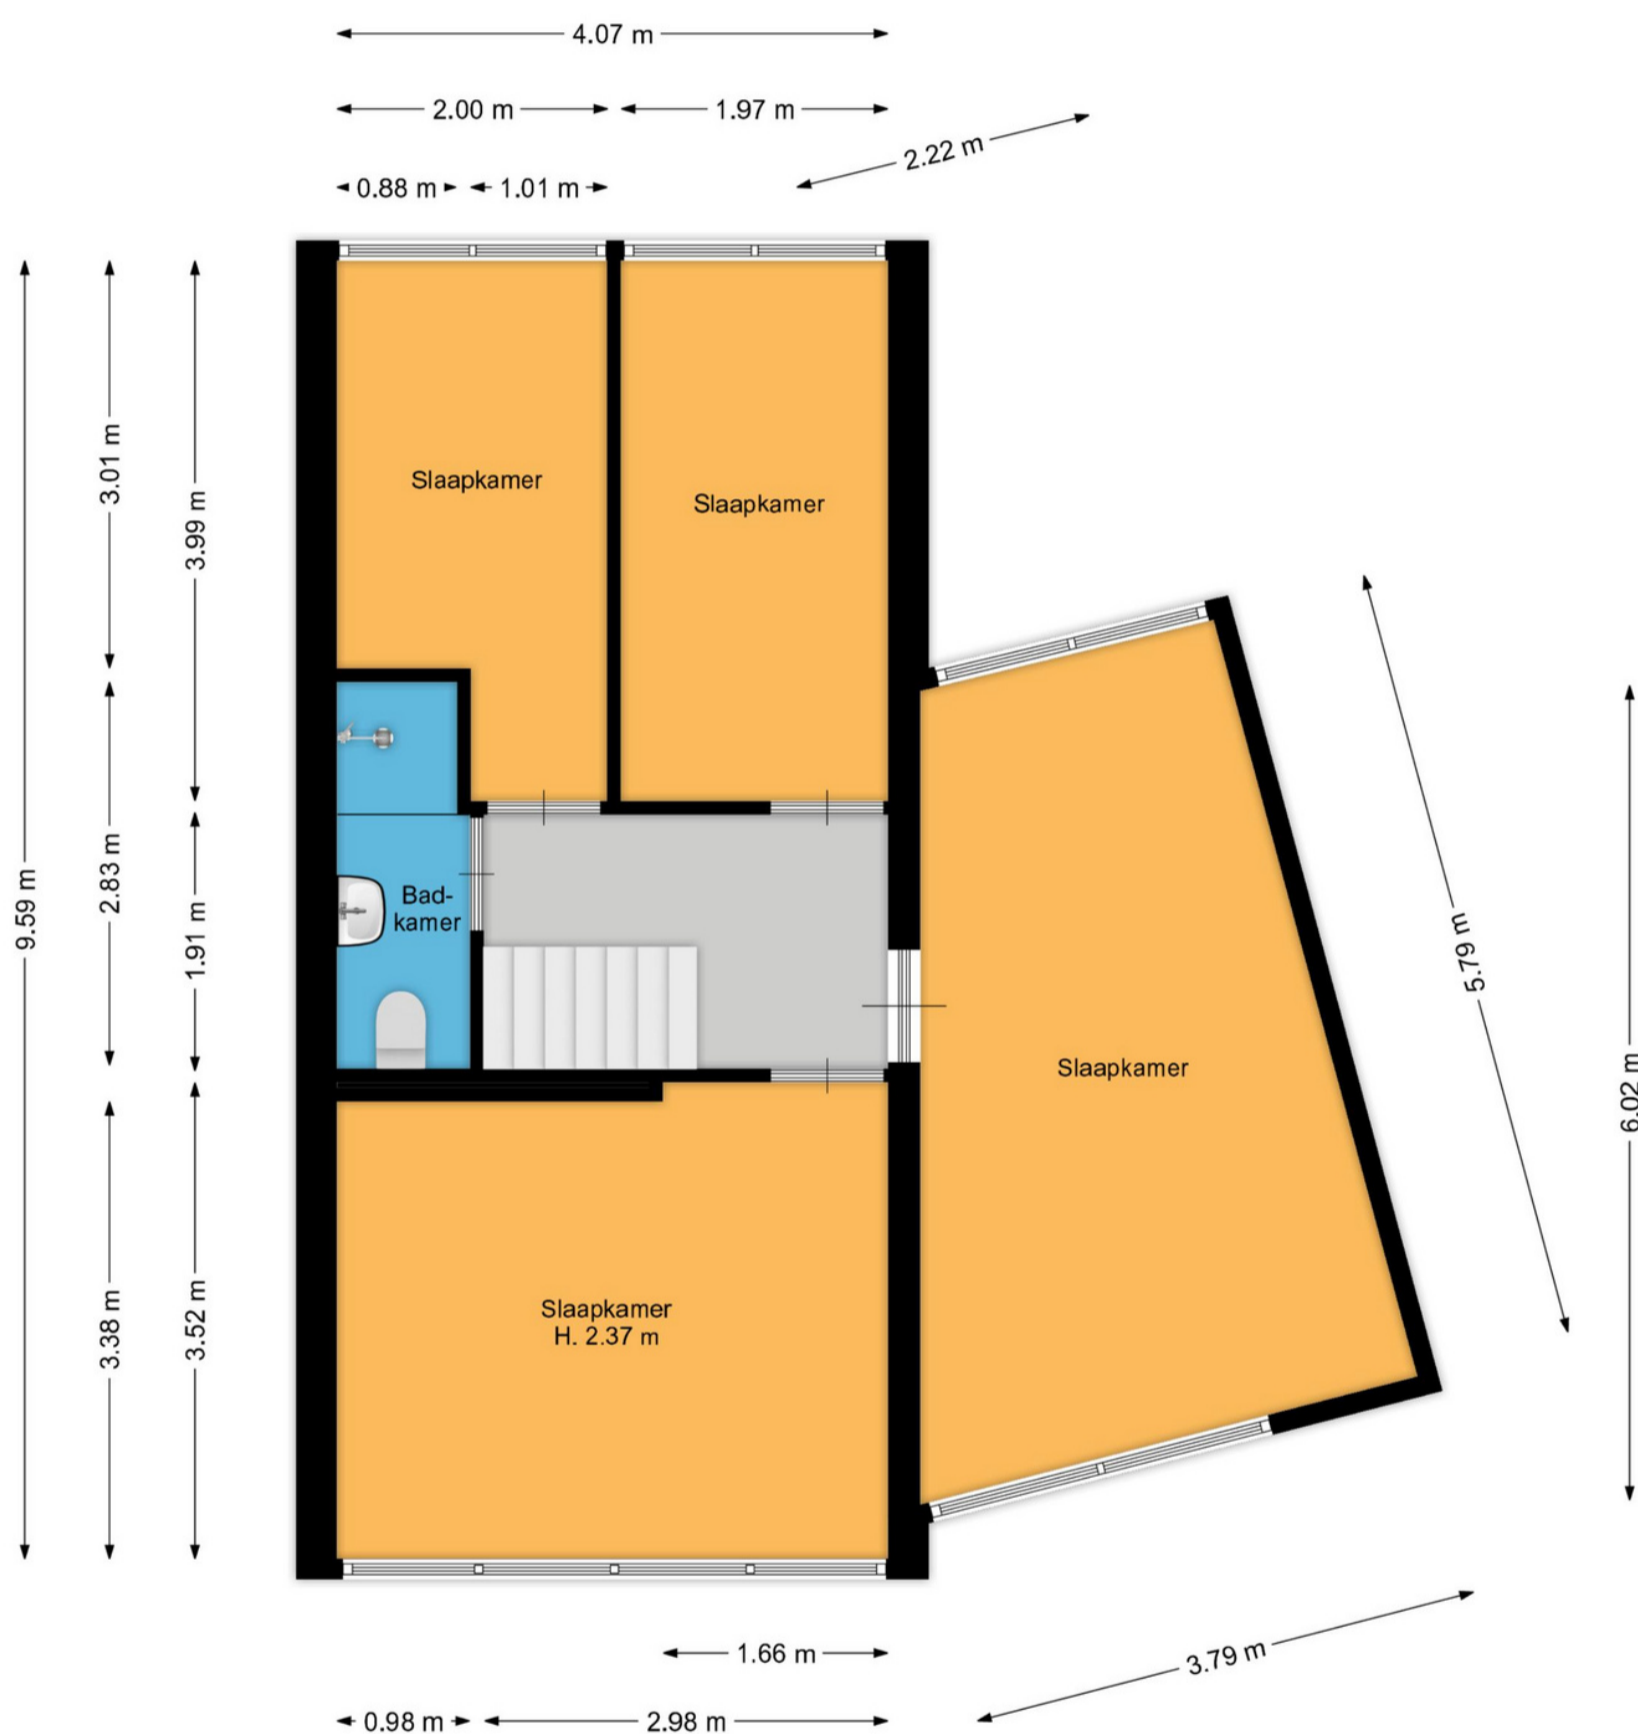 4.07 m
2.00 m
1.97 m
2.22 m
0.88 m
1.01 m
3.01 m
3.99 m
Slaapkamer
Slaapkamer
9.59 m
2.83 m
1.91 m
Bad-
kamer
5.79 m
Slaapkamer
6.02 m
3.38 m
3.52 m
Slaapkamer
H. 2.37 m
1.66 m
3.79 m
0.98 m
2.98 m